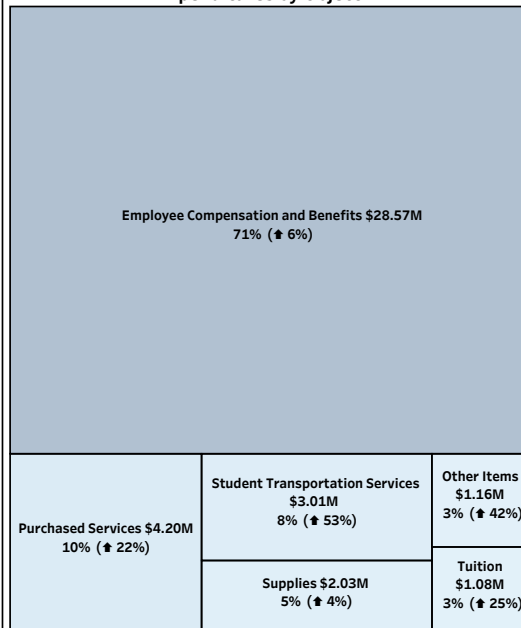 Employee Compensation and Benefits $28.57M
71% (⬆ 6%)
Purchased Services $4.20M
10% (⬆ 22%)
Student Transportation Services
$3.01M
8% (⬆ 53%)
Supplies $2.03M
5% (⬆ 4%)
Other Items
$1.16M
3% (⬆ 42%)
Tuition
$1.08M
3% (⬆ 25%)